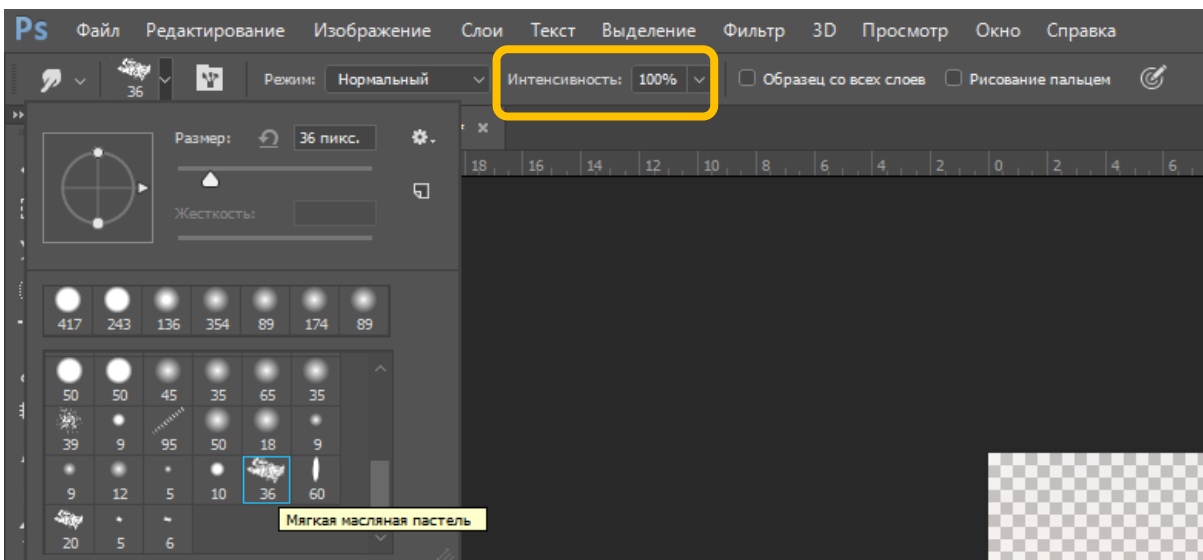 Ps Файл Редактирование Изображение Слои Текст Выделение Фильтр 3D Просмотр Окно Справка
36 Режим: Нормальный Интенсивность: 100% Образец со всех слоев Рисование пальцем
Размер: 36 пикс.
18 16 14 12 10 8 6 4 2 0 2 4 6
Жесткость:
417 243 136 354 89 174 89
50 50 45 35 65 35
39 9 95 50 18 9
9 12 5 10 36 60
Мягкая масляная пастель
20 5 6